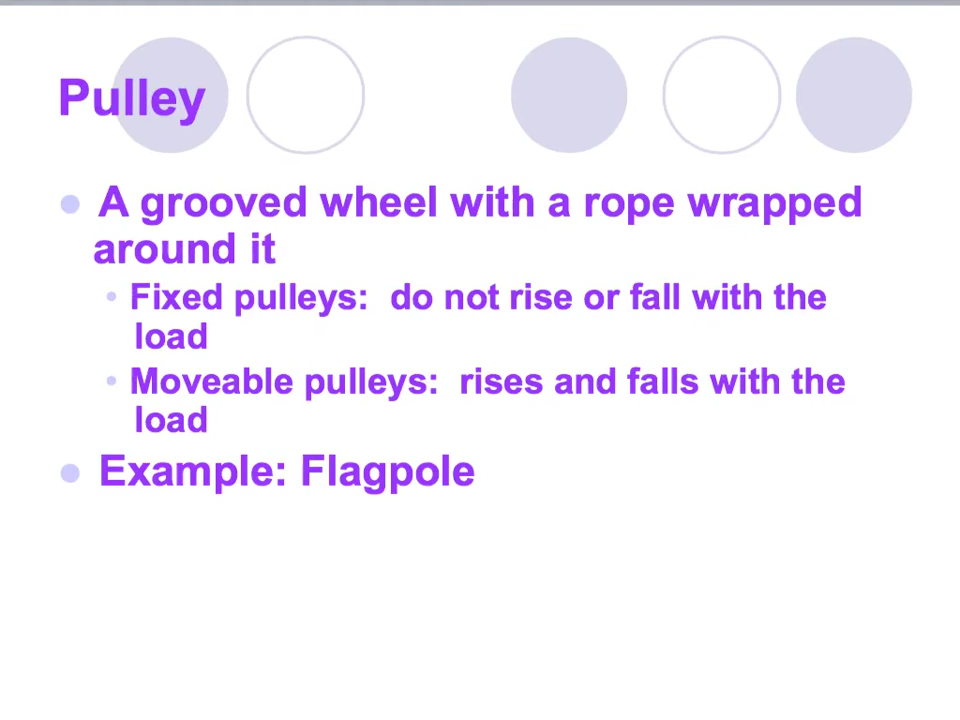 Pulley
● A grooved wheel with a rope wrapped
around it
• Fixed pulleys:  do not rise or fall with the
load
• Moveable pulleys:  rises and falls with the
load
● Example: Flagpole